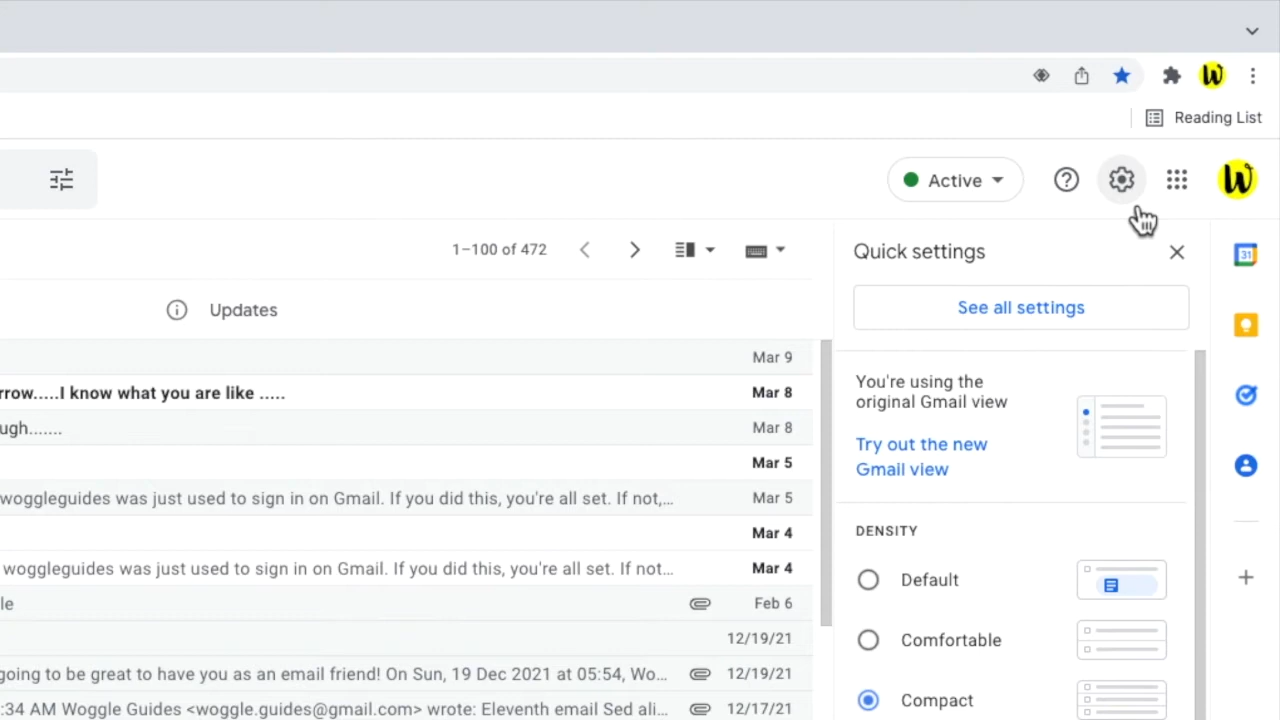 Reading List
Active
1–100 of 472
Quick settings
See all settings
Updates
Mar 9
You're using the
original Gmail view
Try out the new
Gmail view
rrow.....I know what you are like ..... Mar 8
ugh....... Mar 8
Mar 5
woggleguides was just used to sign in on Gmail. If you did this, you're all set. If not,... Mar 5
Mar 4
woggleguides was just used to sign in on Gmail. If you did this, you're all set. If not... Mar 4
le Feb 6
12/19/21
going to be great to have you as an email friend! On Sun, 19 Dec 2021 at 05:54, Wo... 12/19/21
:34 AM Woggle Guides <woggle.guides@gmail.com> wrote: Eleventh email Sed ali... 12/17/21
DENSITY
Default
Comfortable
Compact
31
W
W